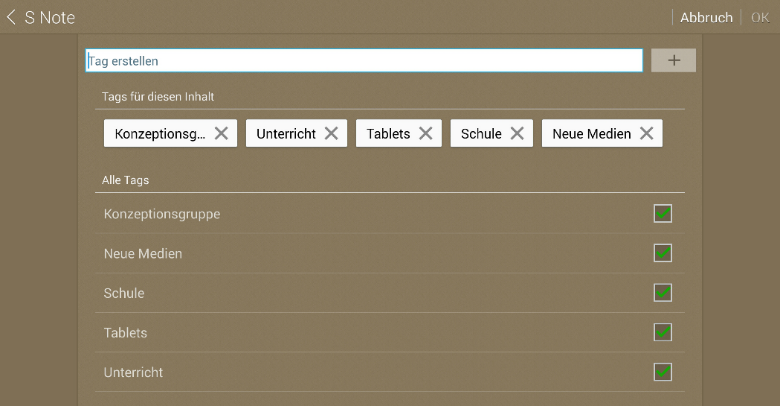 S Note Abbruch OK
Tag erstellen +
Tags für diesen Inhalt
Konzeptionsg... Unterricht Tablets Schule Neue Medien
Alle Tags
Konzeptionsgruppe
Neue Medien
Schule
Tablets
Unterricht